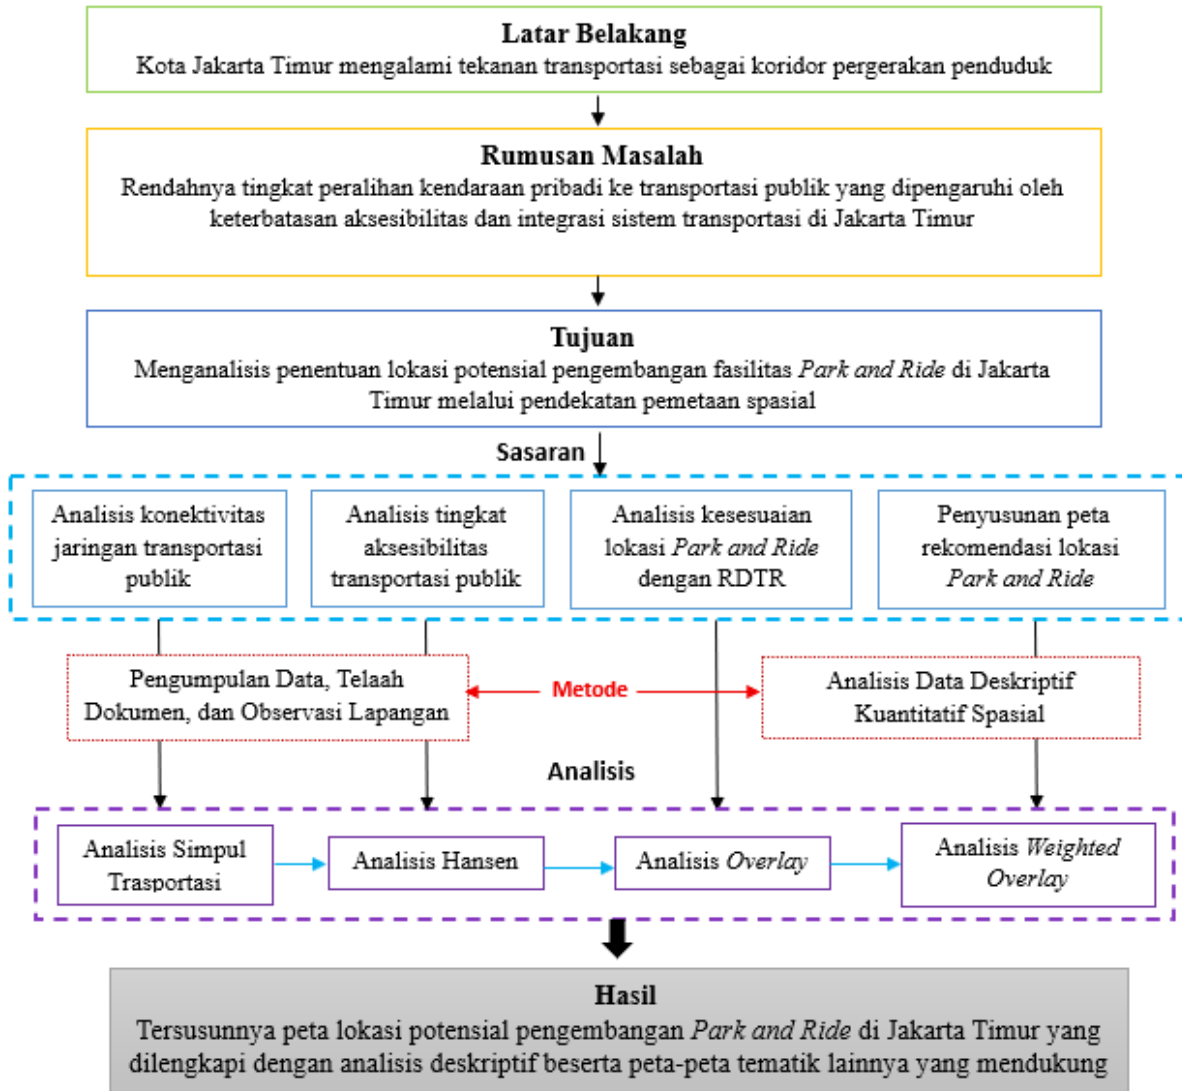 Latar Belakang
Kota Jakarta Timur mengalami tekanan transportasi sebagai koridor pergerakan penduduk
Rumusan Masalah
Rendahnya tingkat peralihan kendaraan pribadi ke transportasi publik yang dipengaruhi oleh
keterbatasan aksesibilitas dan integrasi sistem transportasi di Jakarta Timur
Tujuan
Menganalisis penentuan lokasi potensial pengembangan fasilitas Park and Ride di Jakarta
Timur melalui pendekatan pemetaan spasial
Sasaran
Analisis konektivitas
jaringan transportasi
publik
Analisis tingkat
aksesibilitas
transportasi publik
Analisis kesesuaian
lokasi Park and Ride
dengan RDTR
Penyusunan peta
rekomendasi lokasi
Park and Ride
Pengumpulan Data, Telaah
Dokumen, dan Observasi Lapangan
Metode
Analisis Data Deskriptif
Kuantitatif Spasial
Analisis
Analisis Simpul
Trasportasi
Analisis Hansen
Analisis Overlay
Analisis Weighted
Overlay
Hasil
Tersusunnya peta lokasi potensial pengembangan Park and Ride di Jakarta Timur yang
dilengkapi dengan analisis deskriptif beserta peta-peta tematik lainnya yang mendukung